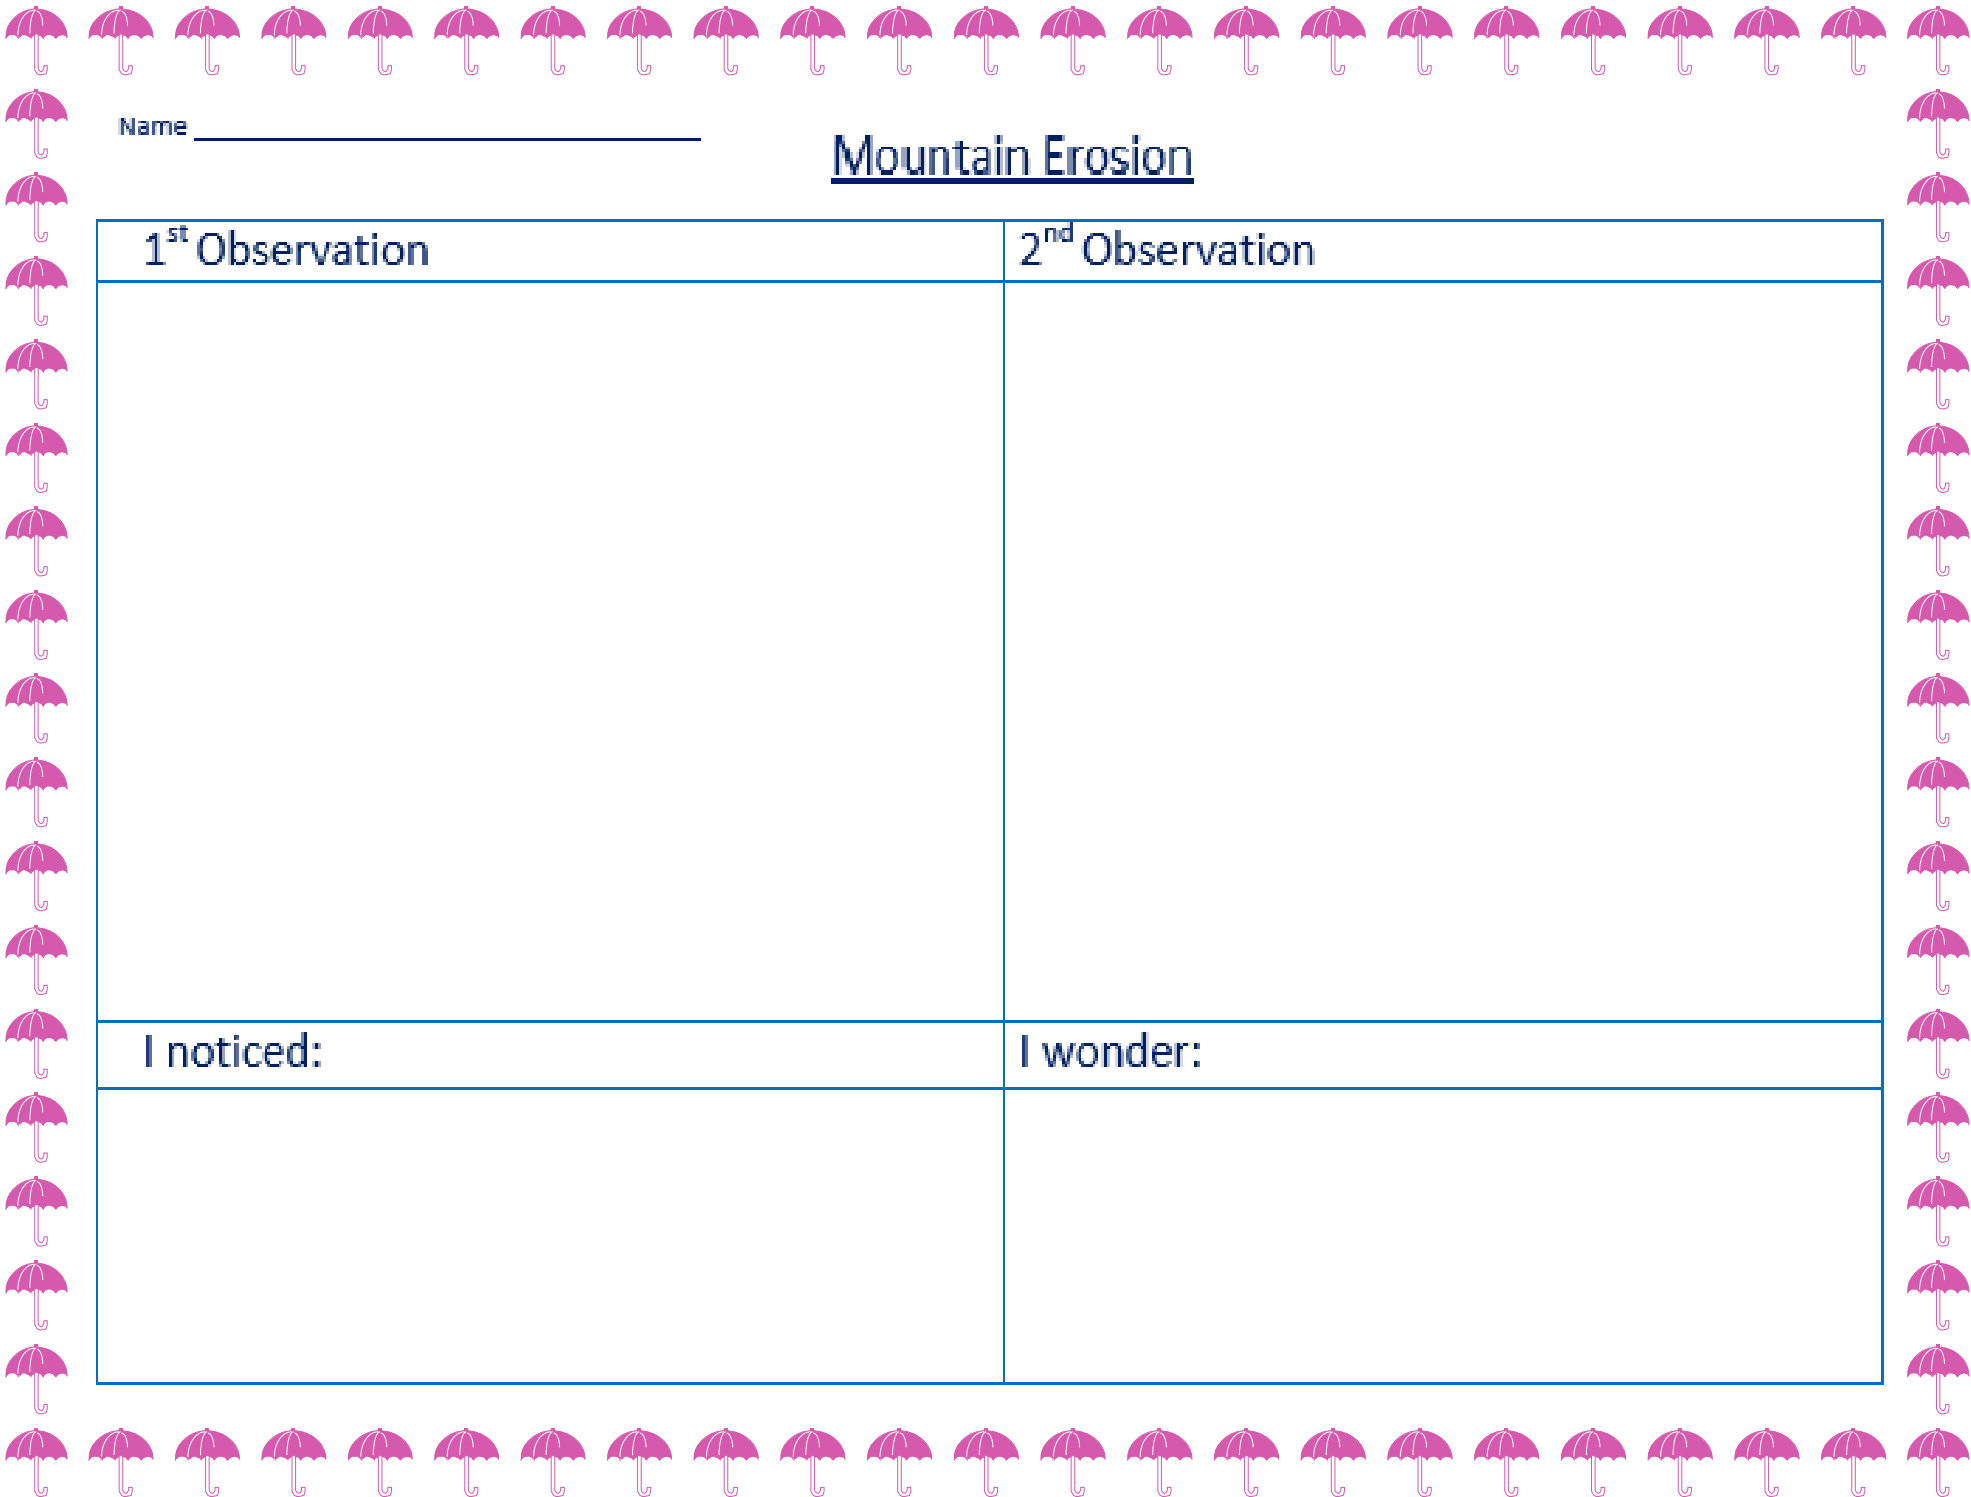 Name
Mountain Erosion
1st Observation
2nd Observation
I noticed:
I wonder: